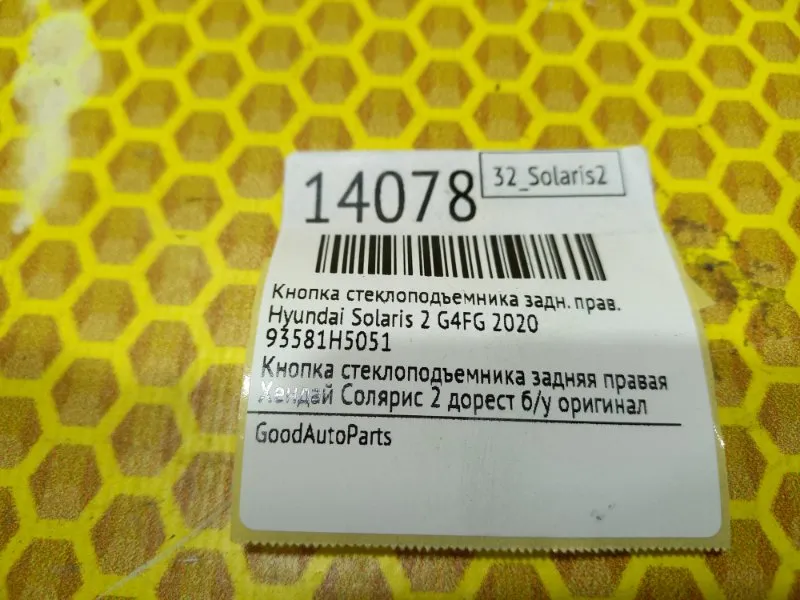 14078
32_Solaris2
Кнопка стеклоподъемника задн. прав.
Hyundai Solaris 2 G4FG 2020
93581H5051
Кнопка стеклоподъемника задняя правая
Хендай Солярис 2 дорест б/у оригинал
GoodAutoParts